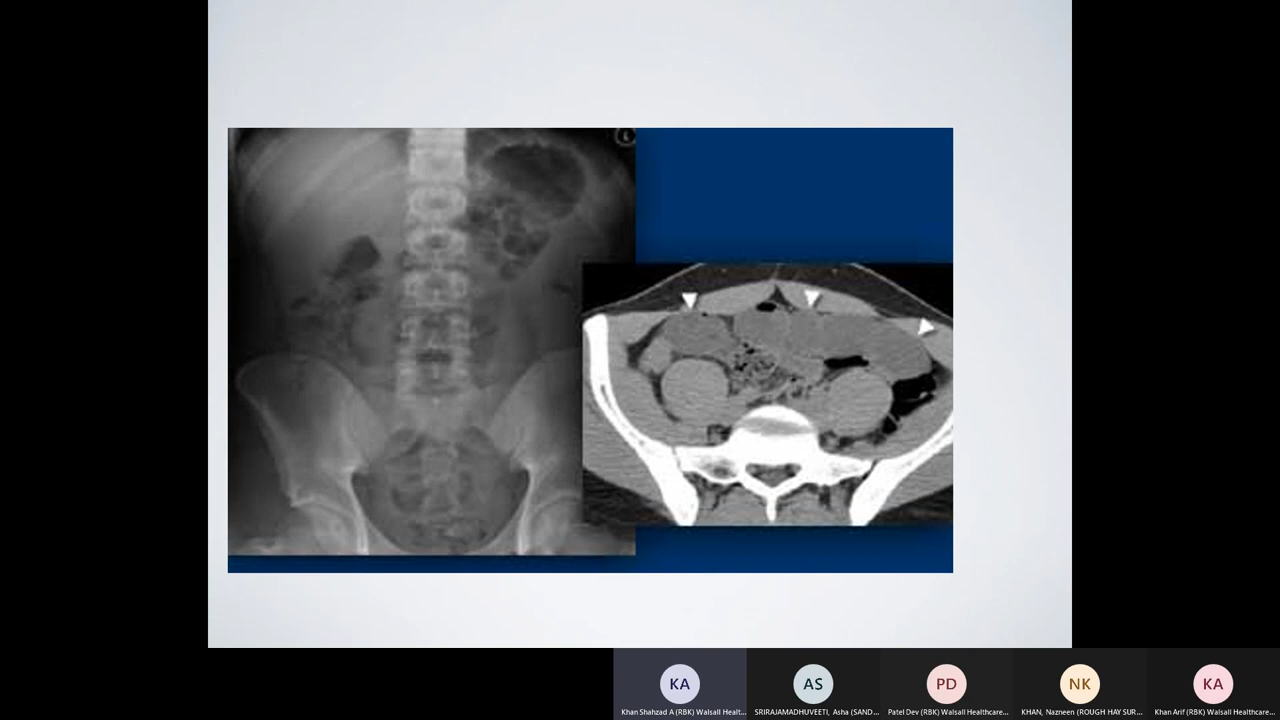 L
KA
AS
PD
NK
KA
Khan Shahzad A (RBK) Walsall Healt...
SRIRAJAMADHUVEETI, Asha (SAND...
Patel Dev (RBK) Walsall Healthcare...
KHAN, Nazneen (ROUGH HAY SUR...
Khan Arif (RBK) Walsall Healthcare...